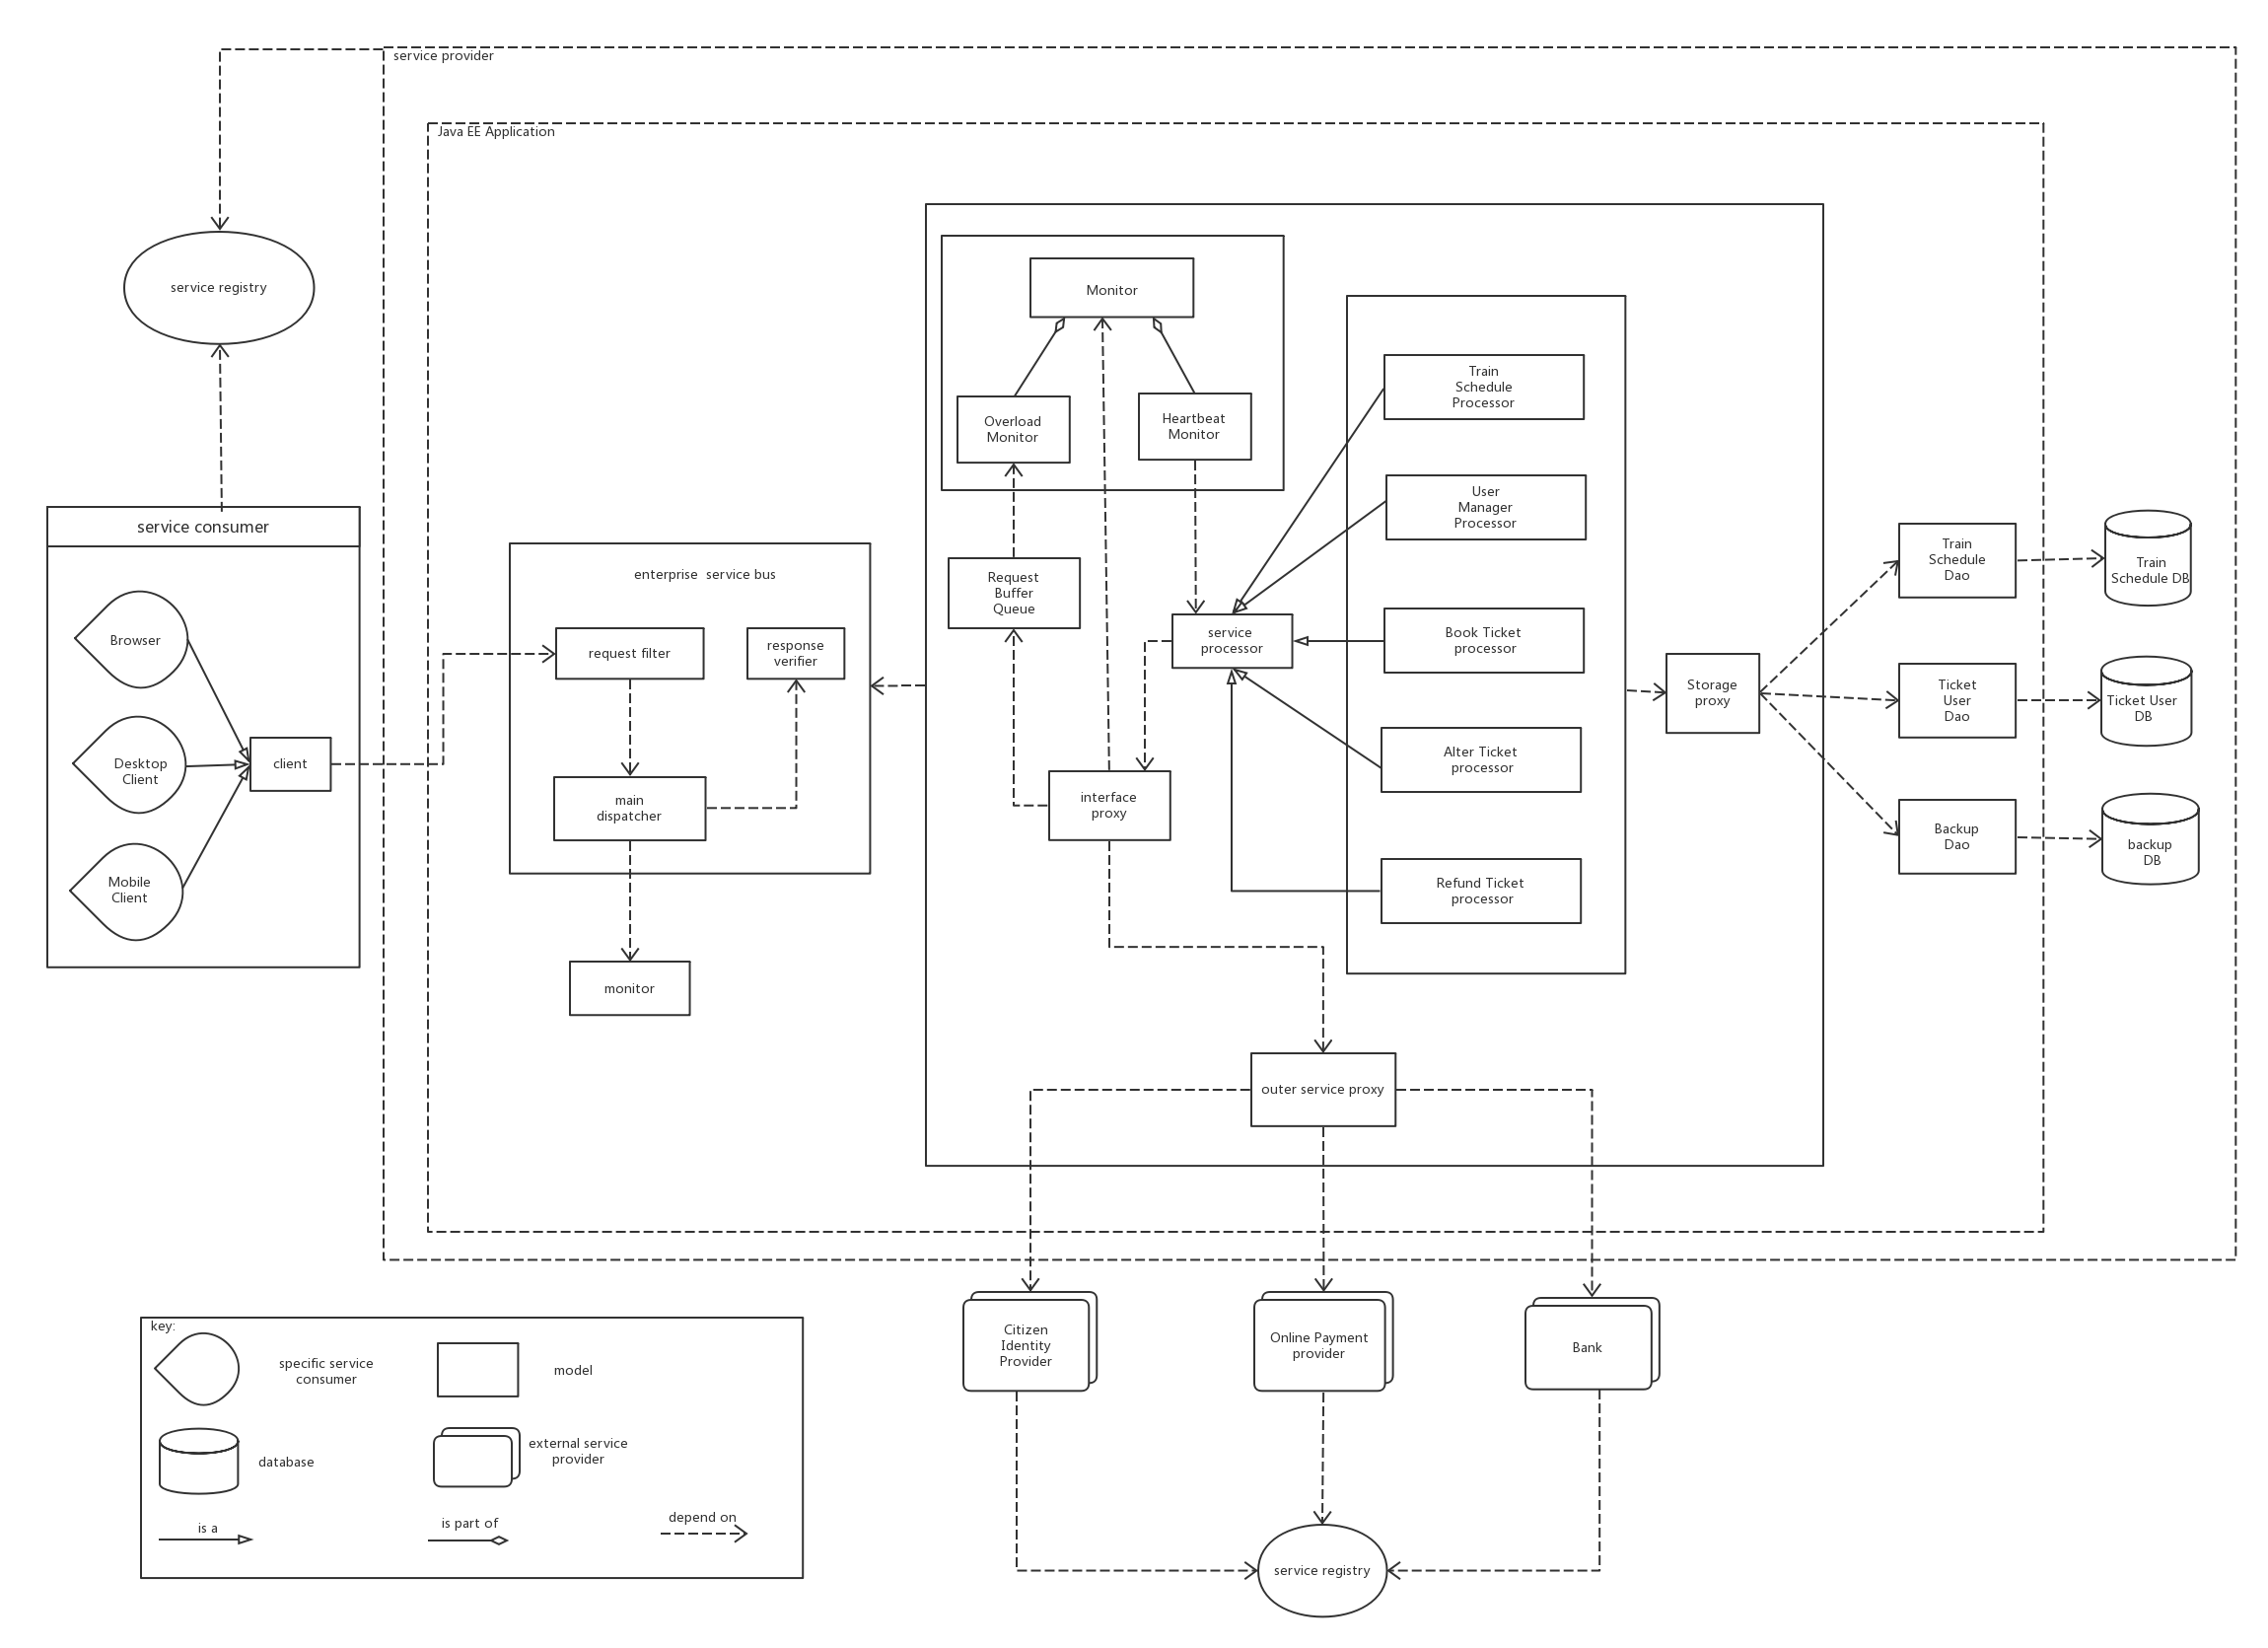 service provider
Java EE Application
service registry
service consumer
Browser
Desktop
Client
Mobile
Client
client
enterprise  service bus
request filter
response
verifier
main
dispatcher
monitor
Monitor
Overload
Monitor
Heartbeat
Monitor
Request
Buffer
Queue
service
processor
interface
proxy
Train
Schedule
Processor
User
Manager
Processor
Book Ticket
processor
Alter Ticket
processor
Refund Ticket
processor
outer service proxy
Storage
proxy
Train
Schedule
Dao
Ticket
User
Dao
Backup
Dao
Train
Schedule DB
Ticket User
DB
backup
DB
Citizen
Identity
Provider
Online Payment
provider
Bank
service registry
key:
specific service
consumer
model
database
external service
provider
is a
is part of
depend on